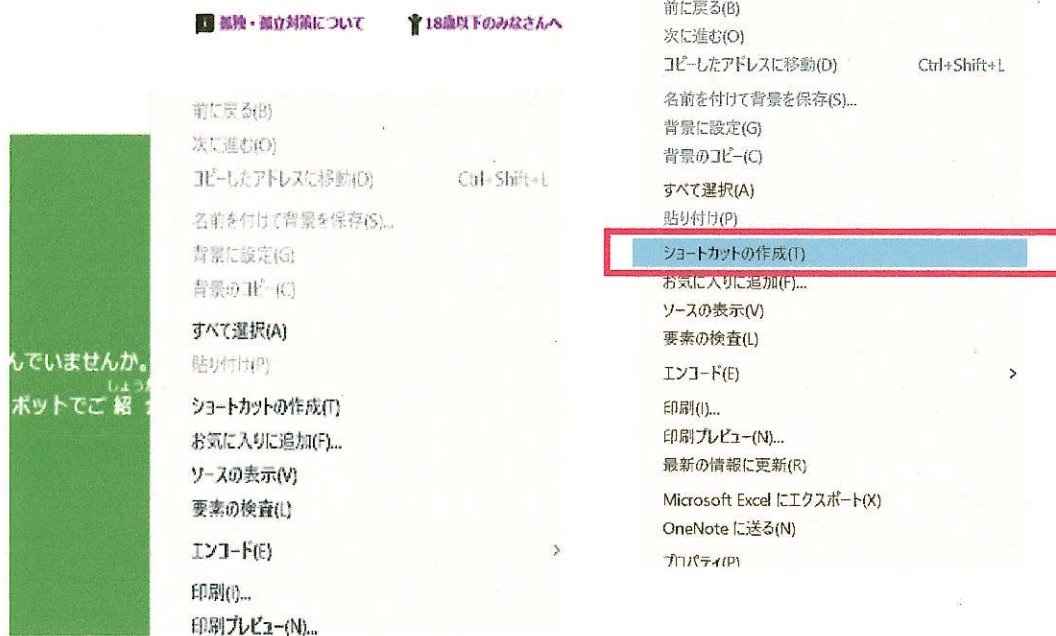 孤独・孤立対策について
18歳以下のみなさんへ
んでいませんか。
しょう
ボットでご 紹
前に戻る(B)
次に進む(O)
コピーしたアドレスに移動(D) Ctrl+Shift+L
名前を付けて背景を保存(S)...
背景に設定(G)
背景のコピー(C)
すべて選択(A)
貼り付け(P)
ショートカットの作成(T)
お気に入りに追加(F)...
ソースの表示(V)
要素の検査(L)
エンコード(E) >
印刷(I)...
印刷プレビュー(N)...
前に戻る(B)
次に進む(O)
コピーしたアドレスに移動(D) Ctrl+Shift+L
名前を付けて背景を保存(S)...
背景に設定(G)
背景のコピー(C)
すべて選択(A)
貼り付け(P)
ショートカットの作成(T)
お気に入りに追加(F)...
ソースの表示(V)
要素の検査(L)
エンコード(E) >
印刷(I)...
印刷プレビュー(N)...
最新の情報に更新(R)
Microsoft Excel にエクスポート(X)
OneNote に送る(N)
プロパティ(P)